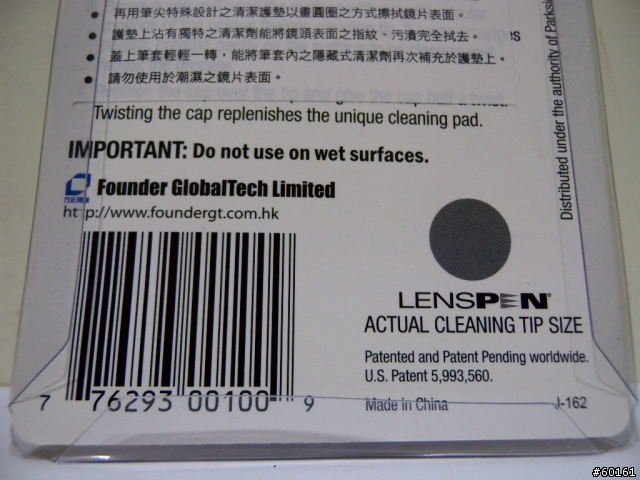 再用筆尖特殊設計之清潔護墊以畫圓圈之方式擦拭鏡片表面。
護墊上沾有獨特之清潔劑能將鏡頭表面之指紋、污漬完全拭去。
蓋上筆套輕輕一轉，能將筆套內之隱藏式清潔劑再次補充於護墊上。
請勿使用於潮濕之鏡片表面。
Twisting the cap replenishes the unique cleaning pad.
IMPORTANT: Do not use on wet surfaces.
Founder GlobalTech Limited
http://www.foundergt.com.hk
LENSPEN
ACTUAL CLEANING TIP SIZE
Patented and Patent Pending worldwide.
U.S. Patent 5,993,560.
Made in China
J-162
7 76293 00100 9
Distributed under the authority of Parksi
#60161